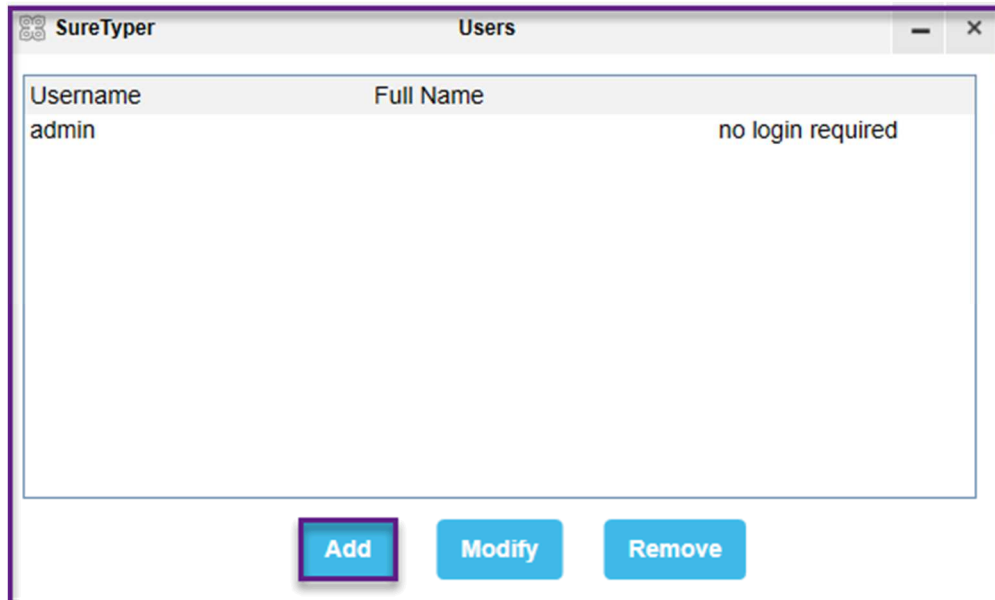 SureTyper Users
Username Full Name
admin no login required
Add Modify Remove